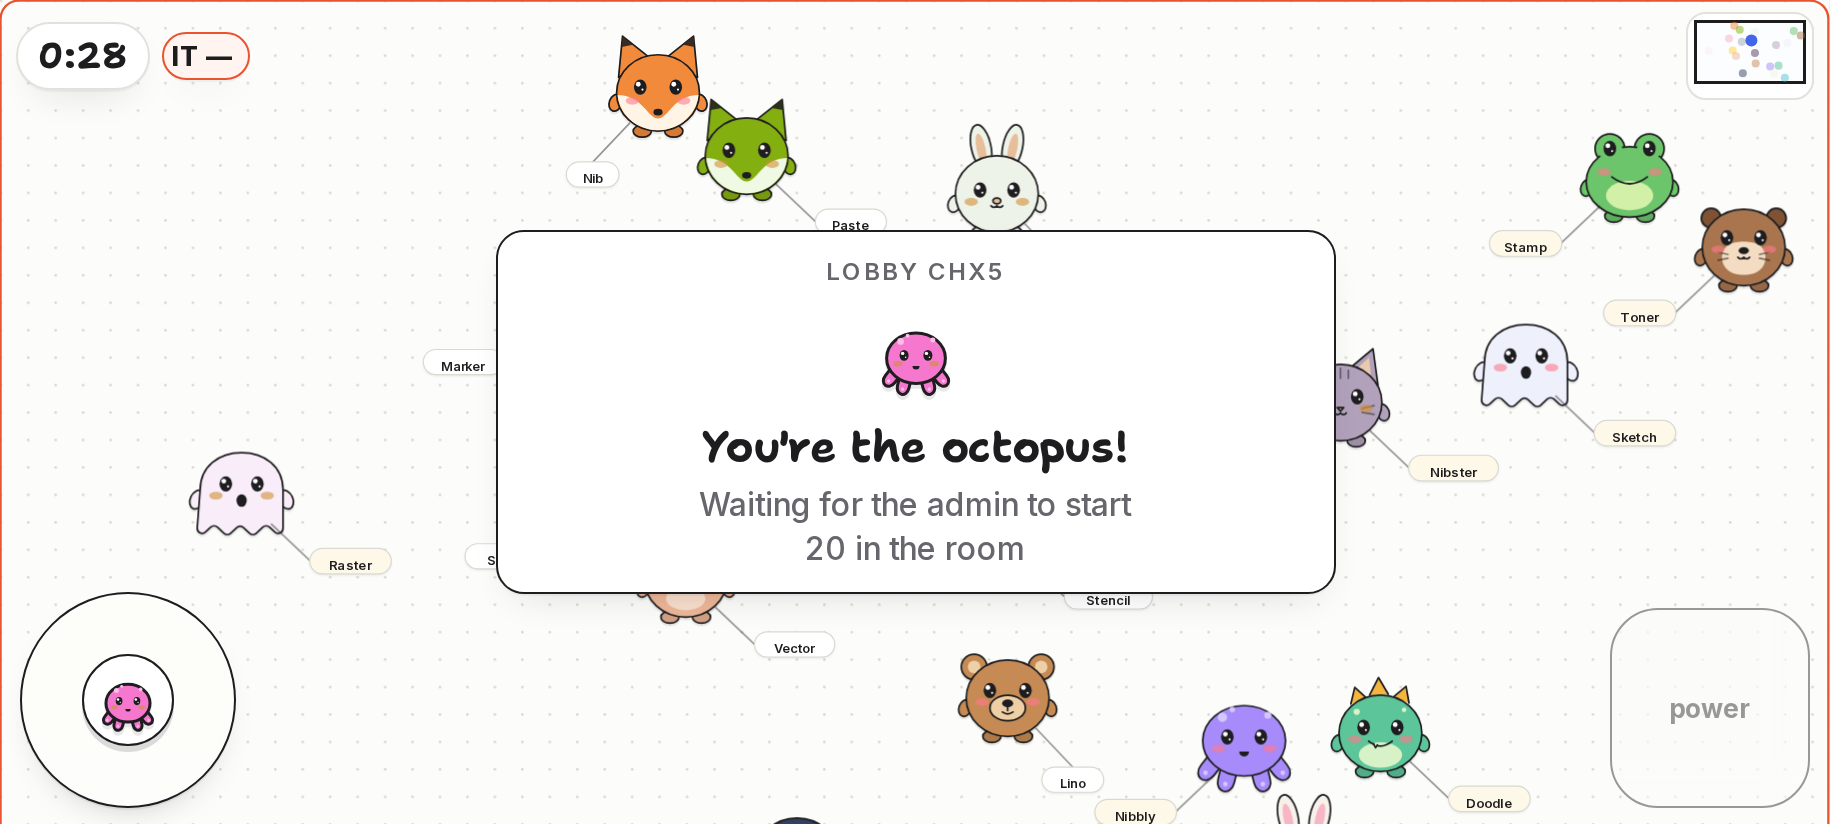 0:28
IT —
Nib
Paste
Stamp
Toner
LOBBY CHX5
Marker
You're the octopus!
Sketch
Nibster
Waiting for the admin to start
20 in the room
Raster
S
Stencil
Vector
power
Lino
Nibbly
Doodle